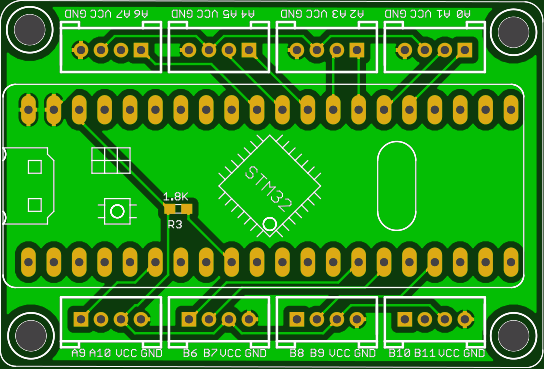 A6 A7 VCC GND
A4 A5 VCC GND
A2 A3 VCC GND
A0 A1 VCC GND
STM32
1.8K
R3
A9 A10 VCC GND
B6 B7 VCC GND
B8 B9 VCC GND
B10 B11 VCC GND